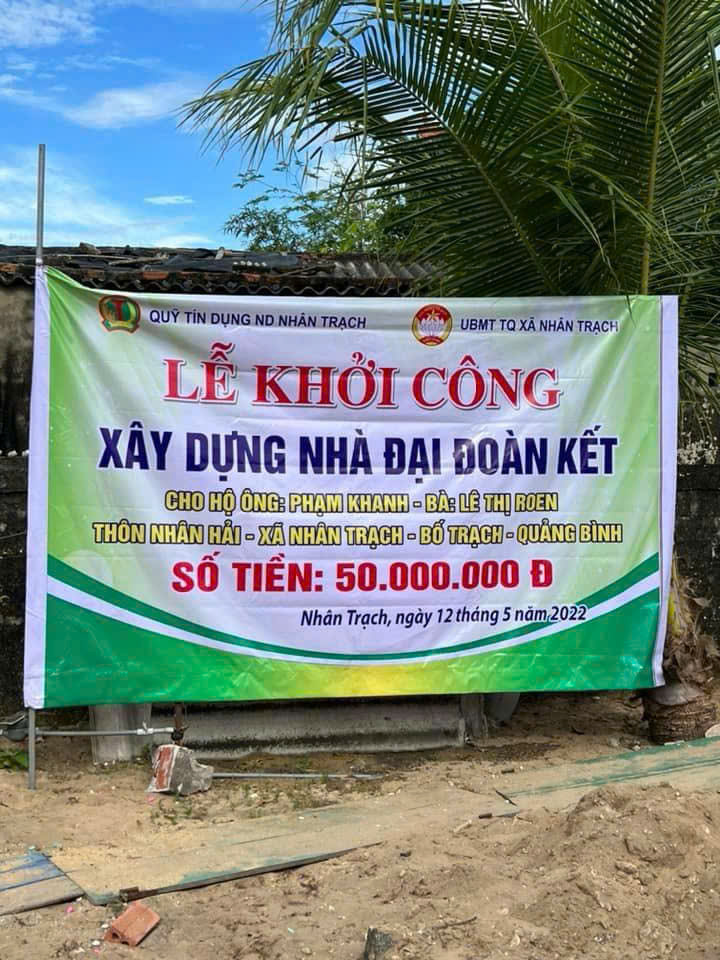 QUỸ TÍN DỤNG ND NHÂN TRẠCH
UBMT TQ XÃ NHÂN TRẠCH
LỄ KHỞI CÔNG
XÂY DỰNG NHÀ ĐẠI ĐOÀN KẾT
CHO HỘ ÔNG: PHẠM KHANH - BÀ: LÊ THỊ ROEN
THÔN NHÂN HẢI - XÃ NHÂN TRẠCH - BỐ TRẠCH - QUẢNG BÌNH
SỐ TIỀN: 50.000.000 Đ
Nhân Trạch, ngày 12 tháng 5 năm 2022